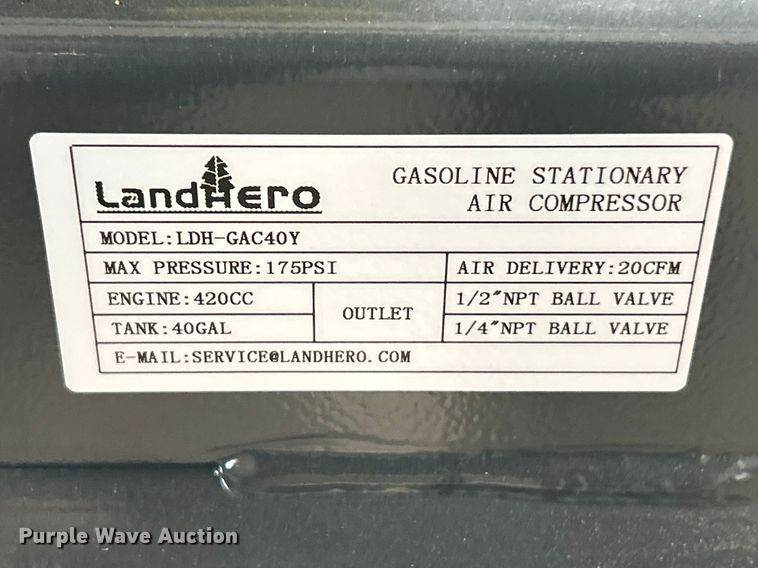 LandHero
GASOLINE STATIONARY
AIR COMPRESSOR
MODEL:LDH-GAC40Y
MAX PRESSURE:175PSI
AIR DELIVERY:20CFM
ENGINE:420CC
TANK:40GAL
OUTLET
1/2″NPT BALL VALVE
1/4″NPT BALL VALVE
E-MAIL:SERVICE@LANDHERO.COM
Purple Wave Auction